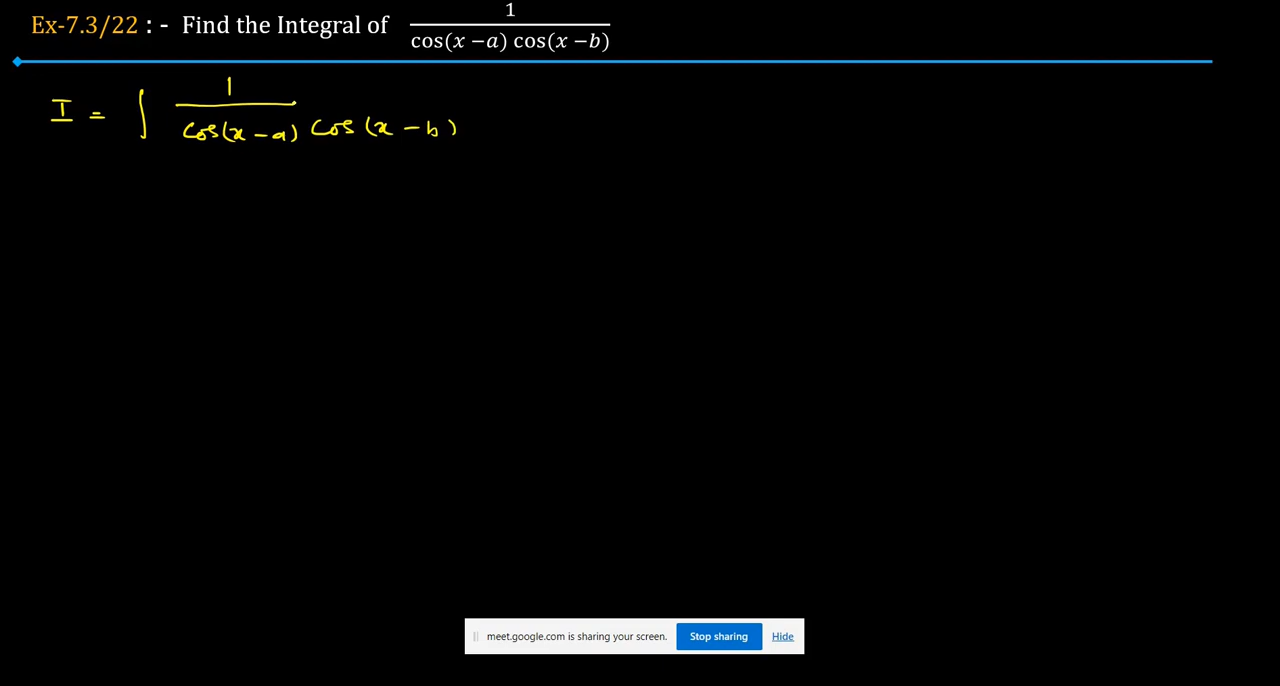 Ex-7.3/22 : - Find the Integral of 1 / cos(x −a) cos(x −b)
I = ∫ 1 / cos(x − a) cos(x − b)
meet.google.com is sharing your screen. Stop sharing Hide